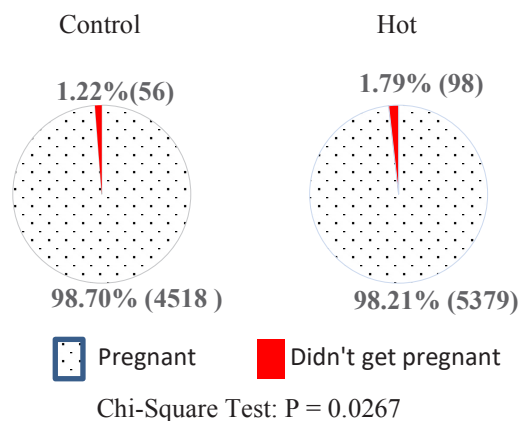 Control
Hot
1.22%(56)
1.79% (98)
98.70% (4518 )
98.21% (5379)
Pregnant
Didn't get pregnant
Chi-Square Test: P = 0.0267